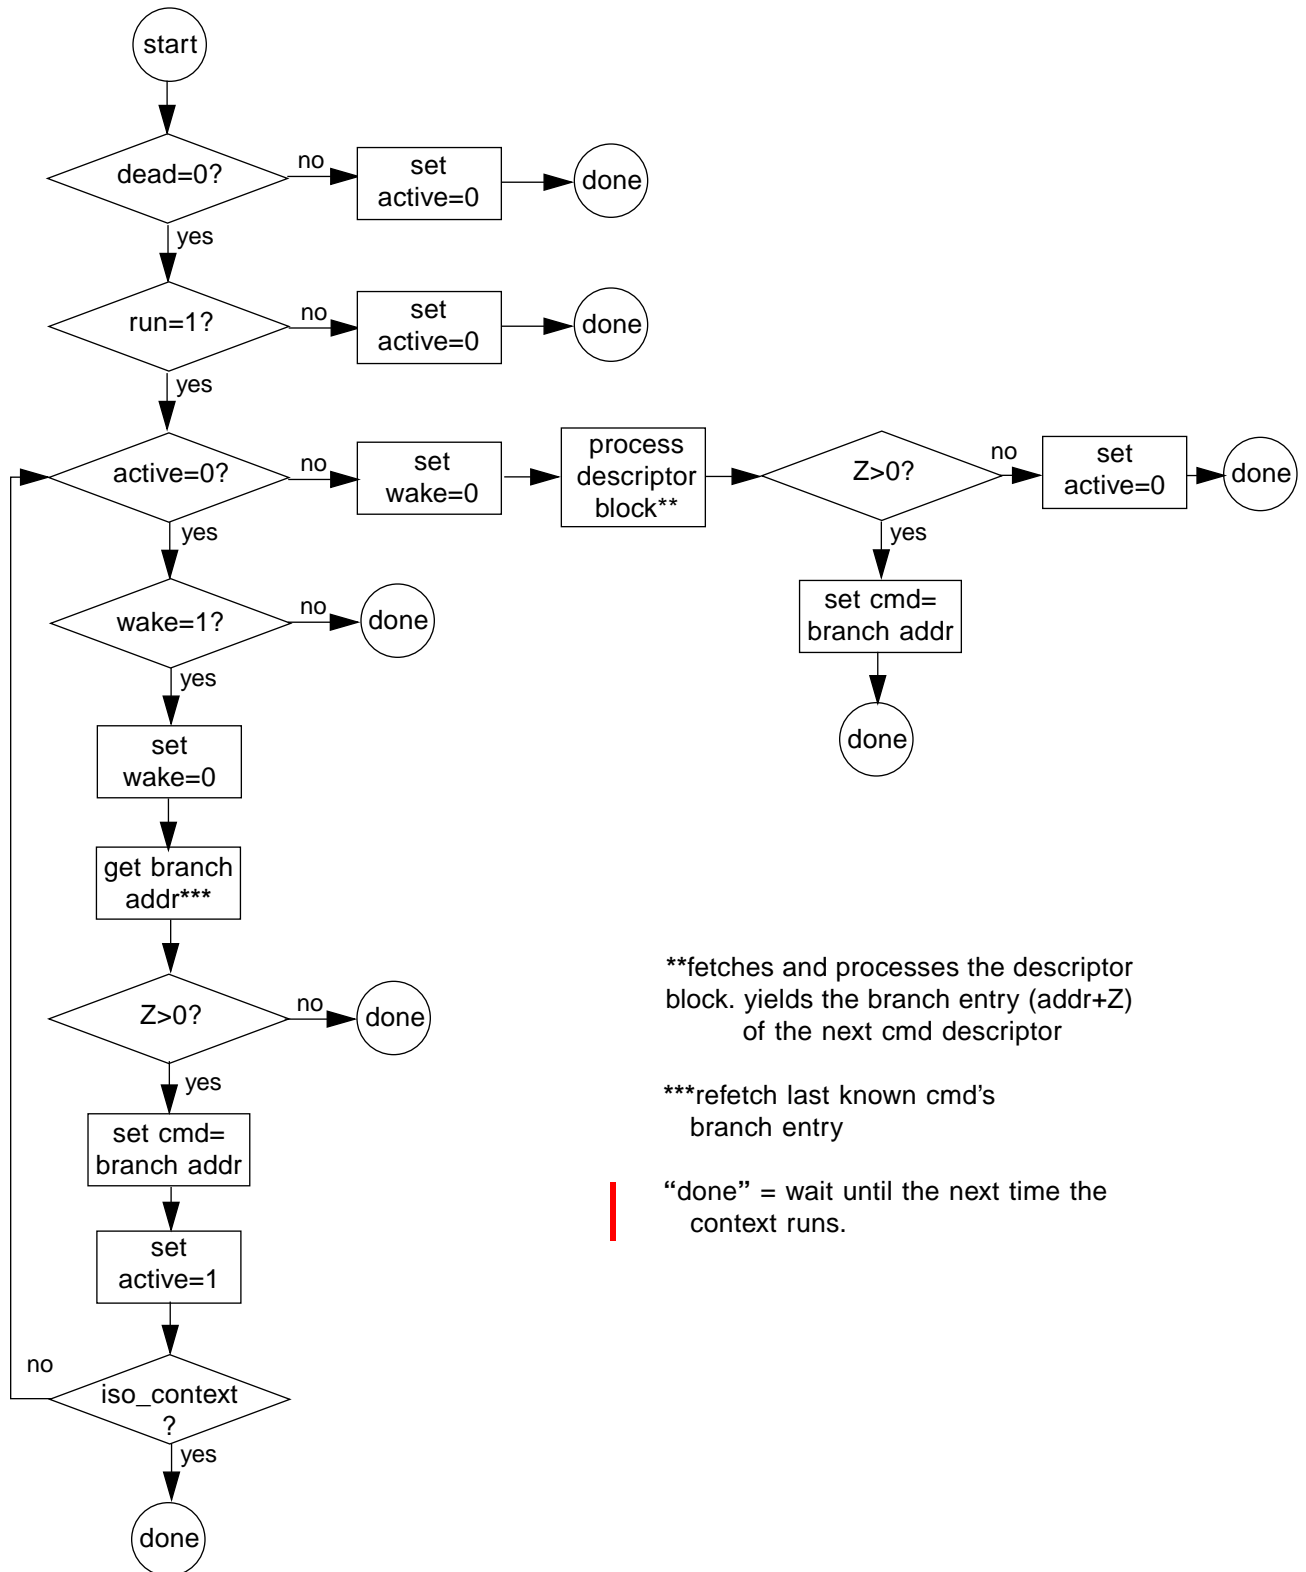 start
dead=0?
no
set
active=0
done
yes
run=1?
no
set
active=0
done
yes
active=0?
no
set
wake=0
process
descriptor
block**
Z>0?
no
set
active=0
done
yes
set cmd=
branch addr
done
yes
wake=1?
no
done
yes
set
wake=0
get branch
addr***
Z>0?
no
done
yes
set cmd=
branch addr
set
active=1
no
iso_context
?
yes
done
**fetches and processes the descriptor
block. yields the branch entry (addr+Z)
of the next cmd descriptor
***refetch last known cmd's
branch entry
“done” = wait until the next time the
context runs.